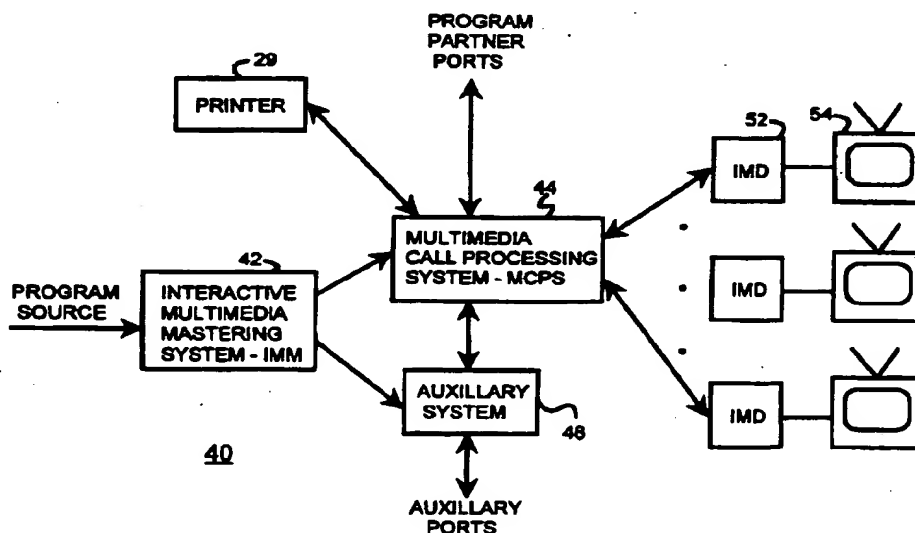 PROGRAM
PARTNER
PORTS
29
PRINTER
52
54
IMD
44
MULTIMEDIA
CALL PROCESSING
SYSTEM - MCPS
42
PROGRAM
SOURCE
INTERACTIVE
MULTIMEDIA
MASTERING
SYSTEM - IMM
IMD
AUXILLARY
SYSTEM
48
IMD
40
AUXILLARY
PORTS